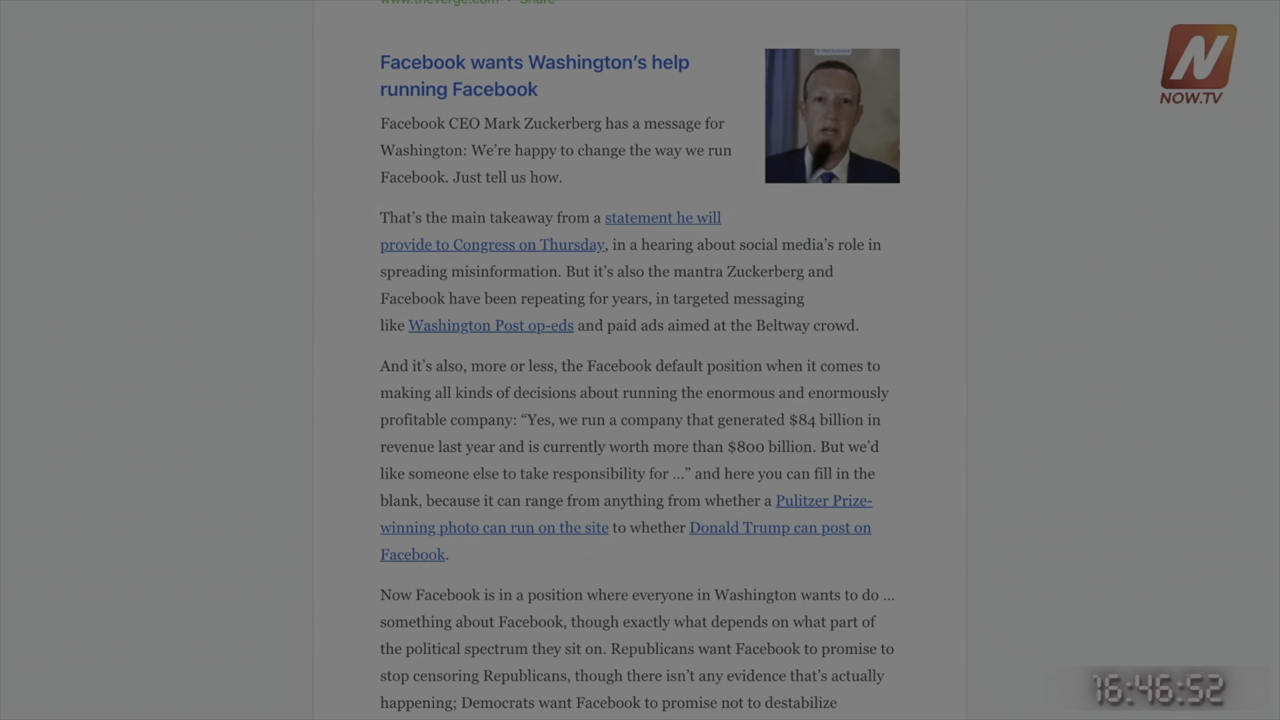 www.theverge.com • Share
Facebook wants Washington’s help
running Facebook
Facebook CEO Mark Zuckerberg has a message for
Washington: We’re happy to change the way we run
Facebook. Just tell us how.
That’s the main takeaway from a statement he will
provide to Congress on Thursday, in a hearing about social media’s role in
spreading misinformation. But it’s also the mantra Zuckerberg and
Facebook have been repeating for years, in targeted messaging
like Washington Post op-eds and paid ads aimed at the Beltway crowd.
And it’s also, more or less, the Facebook default position when it comes to
making all kinds of decisions about running the enormous and enormously
profitable company: “Yes, we run a company that generated $84 billion in
revenue last year and is currently worth more than $800 billion. But we’d
like someone else to take responsibility for ...” and here you can fill in the
blank, because it can range from anything from whether a Pulitzer Prize-
winning photo can run on the site to whether Donald Trump can post on
Facebook.
Now Facebook is in a position where everyone in Washington wants to do ...
something about Facebook, though exactly what depends on what part of
the political spectrum they sit on. Republicans want Facebook to promise to
stop censoring Republicans, though there isn’t any evidence that’s actually
happening; Democrats want Facebook to promise not to destabilize
N
NOW.TV
16:46:52